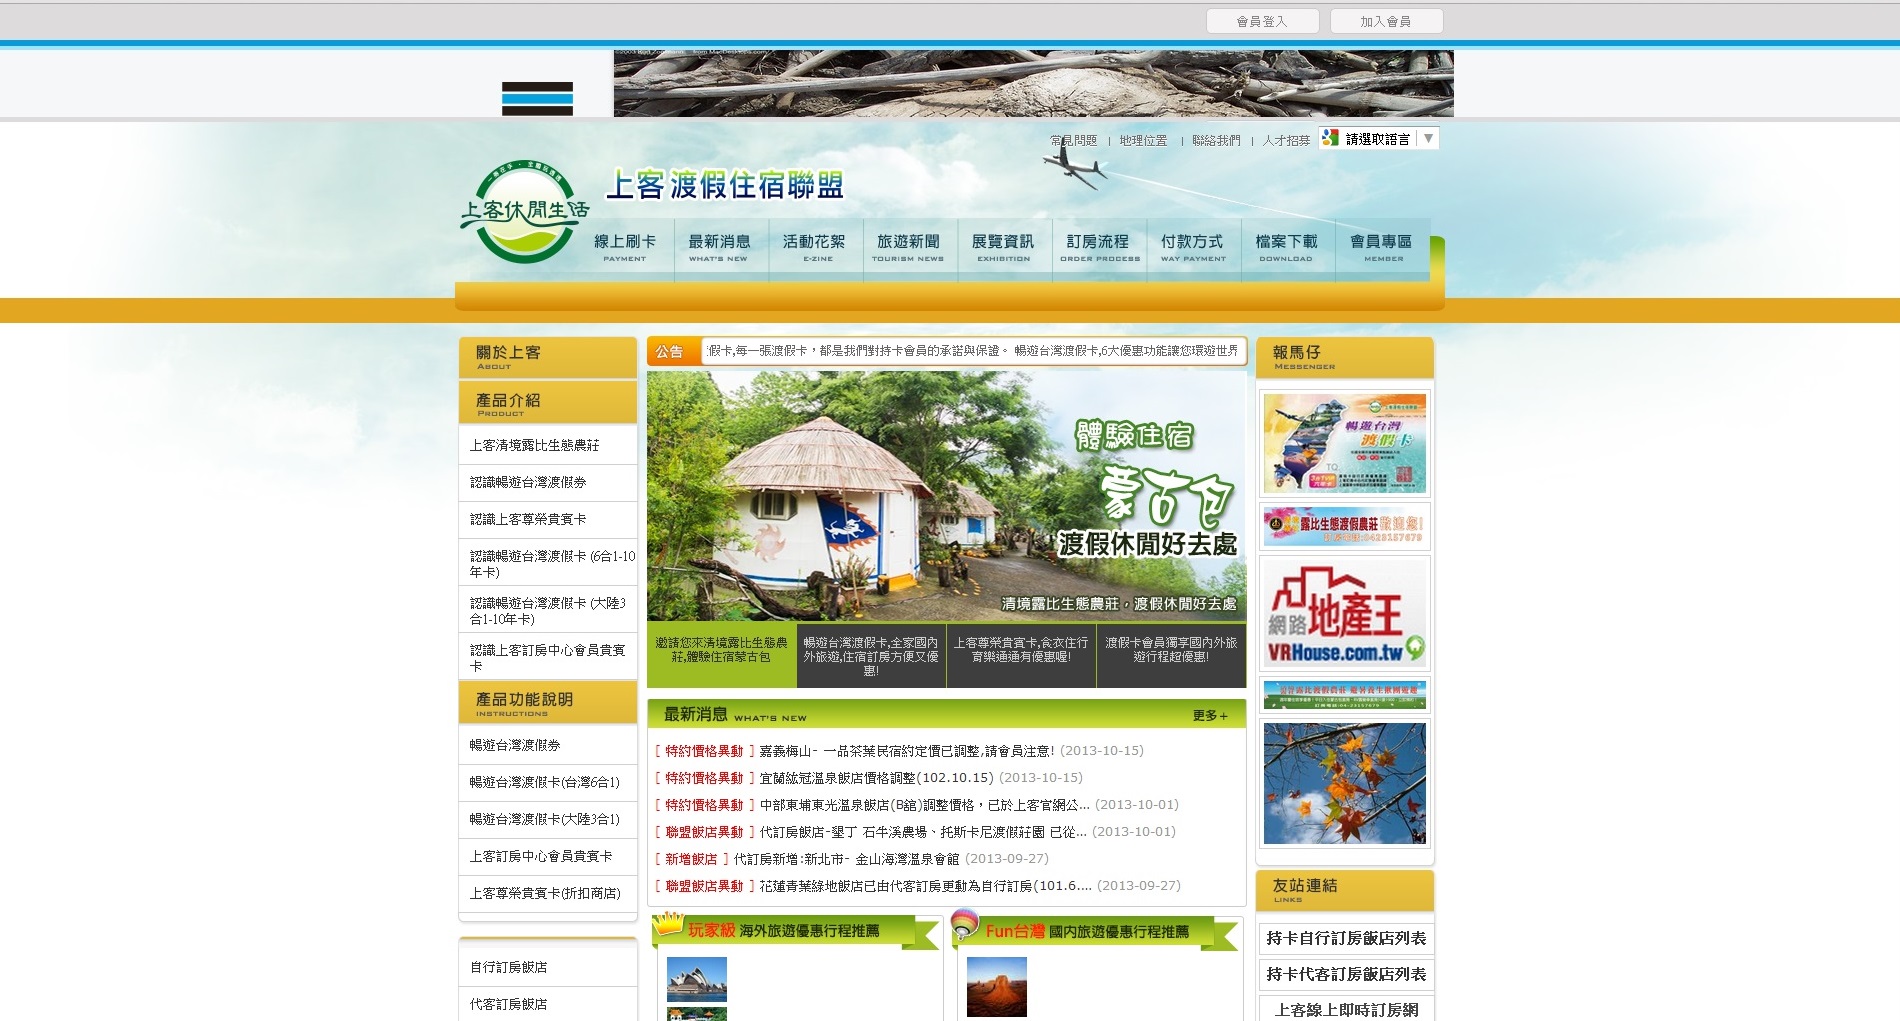 會員登入
加入會員
常見問題
地理位置
聯絡我們
人才招募
請選取語言
上客休閒生活
上客渡假住宿聯盟
線上刷卡
PAYMENT
最新消息
WHAT'S NEW
活動花絮
E-ZINE
旅遊新聞
TOURISM NEWS
展覽資訊
EXHIBITION
訂房流程
ORDER PROCESS
付款方式
WAY PAYMENT
檔案下載
DOWNLOAD
會員專區
MEMBER
關於上客
ABOUT
產品介紹
PRODUCT
上客清境露比生態農莊
認識暢遊台灣渡假券
認識上客尊榮貴賓卡
認識暢遊台灣渡假卡 (6合1-10
年卡)
認識暢遊台灣渡假卡 (大陸3
合1-10年卡)
認識上客訂房中心會員貴賓
卡
產品功能說明
INSTRUCTIONS
暢遊台灣渡假券
暢遊台灣渡假卡(台灣6合1)
暢遊台灣渡假卡(大陸3合1)
上客訂房中心會員貴賓卡
上客尊榮貴賓卡(折扣商店)
自行訂房飯店
代客訂房飯店
公告
假卡,每一張渡假卡，都是我們對持卡會員的承諾與保證。 暢遊台灣渡假卡,6大優惠功能讓您環遊世界
體驗住宿
蒙古包
渡假休閒好去處
清境露比生態農莊，渡假休閒好去處
邀請您來清境露比生態農
莊,體驗住宿蒙古包
暢遊台灣渡假卡,全家國內
外旅遊,住宿訂房方便又優
惠!
上客尊榮貴賓卡,食衣住行
育樂通通有優惠喔!
渡假卡會員獨享國內外旅
遊行程超優惠!
最新消息 WHAT'S NEW
更多+
[ 特約價格異動 ] 嘉義梅山- 一品茶葉民宿約定價已調整,請會員注意! (2013-10-15)
[ 特約價格異動 ] 宜蘭紘冠溫泉飯店價格調整(102.10.15) (2013-10-15)
[ 特約價格異動 ] 中部東埔東光溫泉飯店(B舘)調整價格，已於上客官網公... (2013-10-01)
[ 聯盟飯店異動 ] 代訂房飯店-墾丁 石牛溪農場、托斯卡尼渡假莊園 已從... (2013-10-01)
[ 新增飯店 ] 代訂房新增:新北市- 金山海灣溫泉會館 (2013-09-27)
[ 聯盟飯店異動 ] 花蓮青葉綠地飯店已由代客訂房更動為自行訂房(101.6.... (2013-09-27)
玩家級 海外旅遊優惠行程推薦
Fun台灣 國內旅遊優惠行程推薦
報馬仔
MESSENGER
暢遊台灣
渡假卡
露比生態渡假農莊 歡迎您!
網路地產王
VRHouse.com.tw
友站連結
LINKS
持卡自行訂房飯店列表
持卡代客訂房飯店列表
上客線上即時訂房網